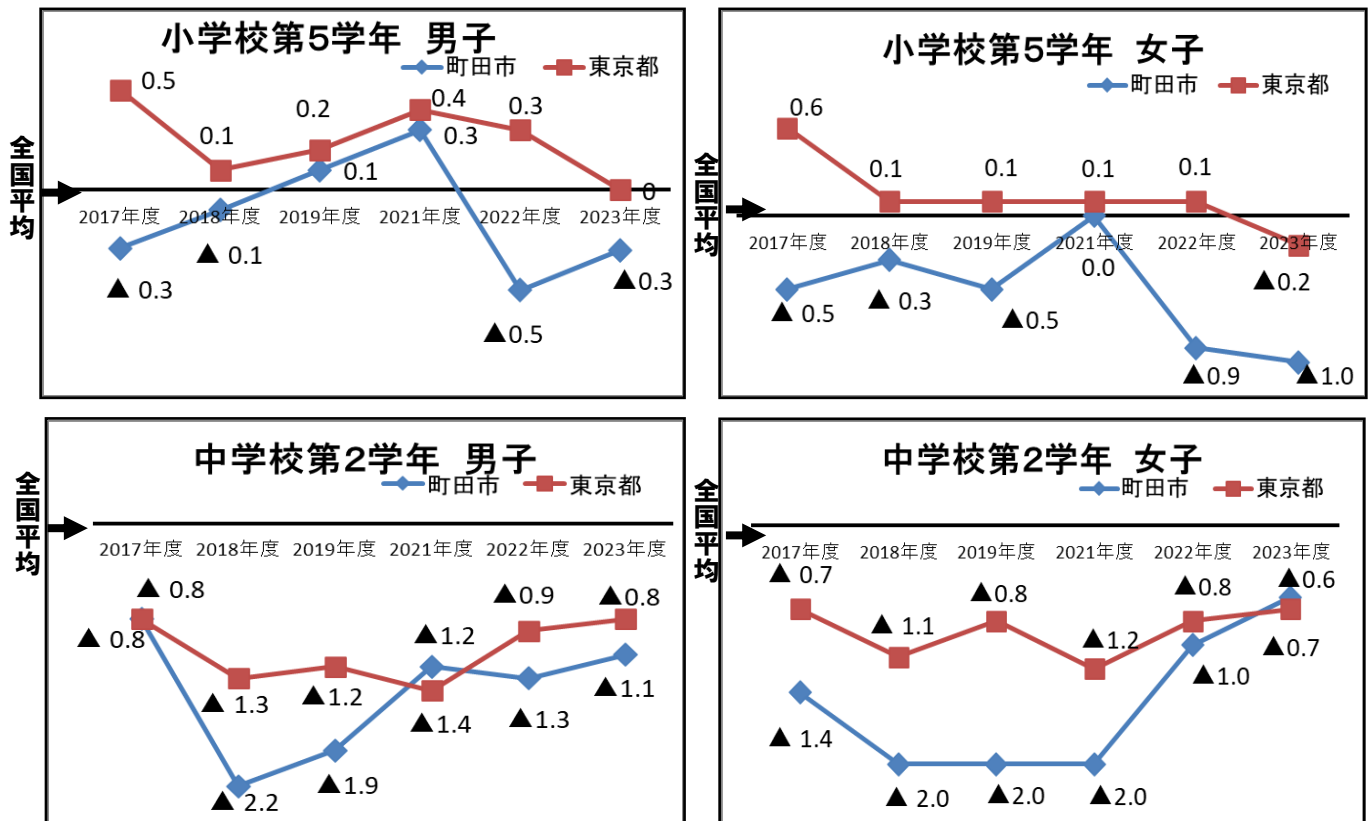 小学校第5学年 男子
町田市 東京都
0.5 0.1 0.2 0.4 0.3
0.3 0.1 0
全国平均
2017年度 2018年度 2019年度 2021年度 2022年度 2023年度
▲0.3 ▲0.1 ▲0.5 ▲0.3
小学校第5学年 女子
町田市 東京都
0.6 0.1 0.1 0.1 0.1
全国平均
2017年度 2018年度 2019年度 2021年度 2022年度 2023年度
0.0 ▲0.2
▲0.5 ▲0.3 ▲0.5 ▲0.9 ▲1.0
中学校第2学年 男子
町田市 東京都
全国平均
2017年度 2018年度 2019年度 2021年度 2022年度 2023年度
▲0.8 ▲0.9 ▲0.8
▲0.8 ▲1.2
▲1.3 ▲1.2 ▲1.4 ▲1.3 ▲1.1
▲2.2 ▲1.9
中学校第2学年 女子
町田市 東京都
全国平均
2017年度 2018年度 2019年度 2021年度 2022年度 2023年度
▲0.7 ▲1.1 ▲0.8 ▲1.2 ▲0.8 ▲0.6
▲1.0 ▲0.7
▲1.4 ▲2.0 ▲2.0 ▲2.0